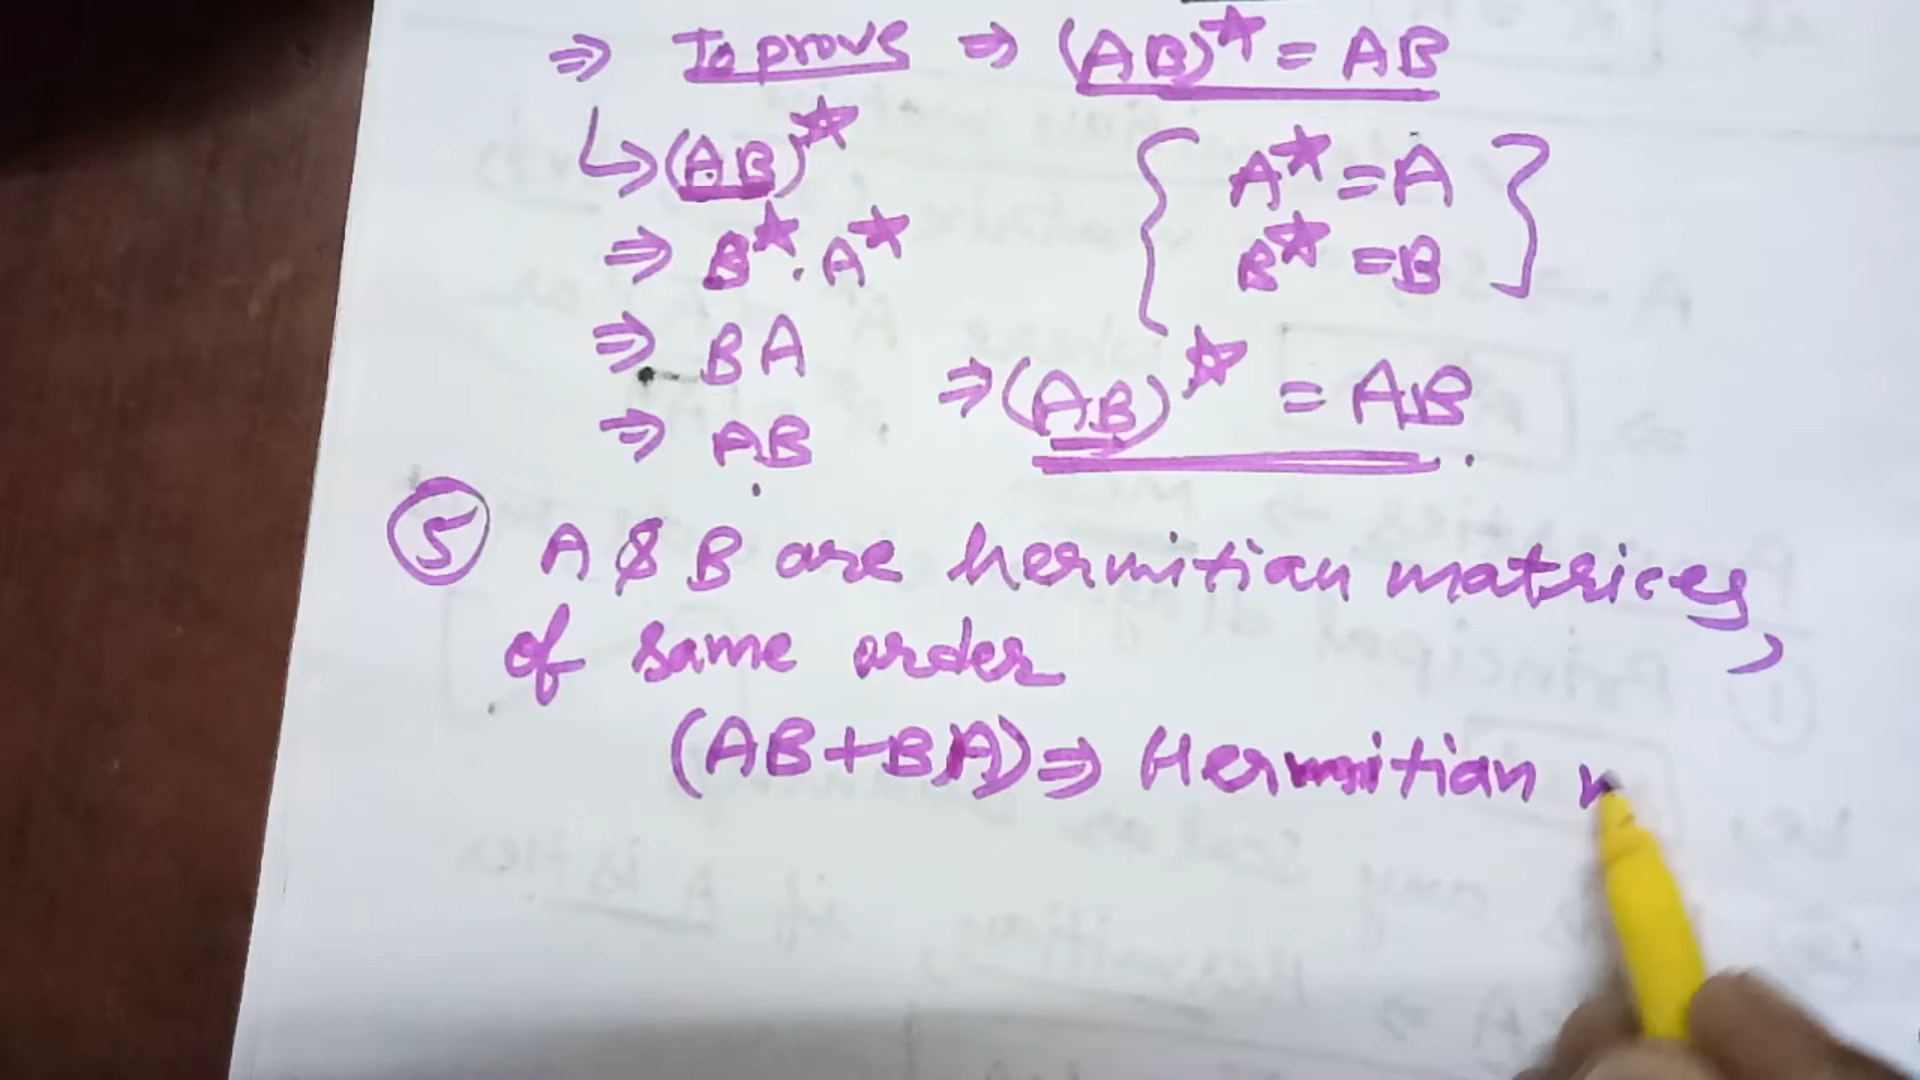 ⇒ To prove ⇒ (AB)* = AB
↳ (AB)*
⇒ B*. A*
⇒ BA
⇒ AB
{ A* = A
B* = B }
⇒ (AB)* = AB.
5 A & B are hermitian matrices,
of same order
(AB+BA) ⇒ Hermitian